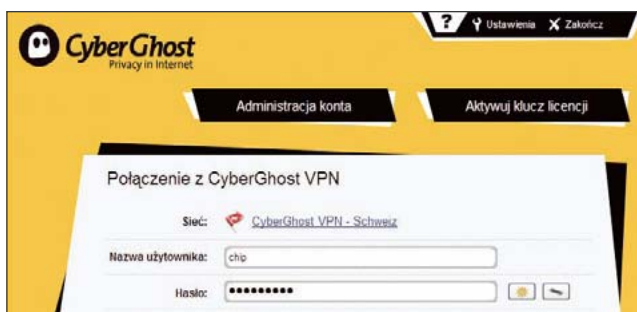 ? Ustawienia X Zakończ
CyberGhost
Privacy in Internet
Administracja konta
Aktywuj klucz licencji
Połączenie z CyberGhost VPN
Sieć: CyberGhost VPN - Schweiz
Nazwa użytownika: chip
Hasło: •••••••••